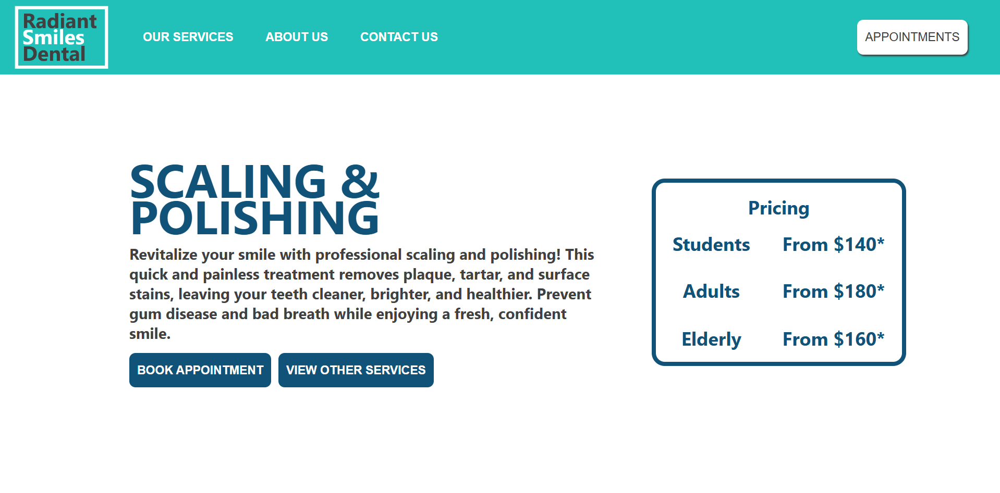 Radiant
Smiles
Dental
OUR SERVICES
ABOUT US
CONTACT US
APPOINTMENTS
SCALING &
POLISHING
Revitalize your smile with professional scaling and polishing! This
quick and painless treatment removes plaque, tartar, and surface
stains, leaving your teeth cleaner, brighter, and healthier. Prevent
gum disease and bad breath while enjoying a fresh, confident
smile.
BOOK APPOINTMENT
VIEW OTHER SERVICES
Pricing
Students From $140*
Adults From $180*
Elderly From $160*